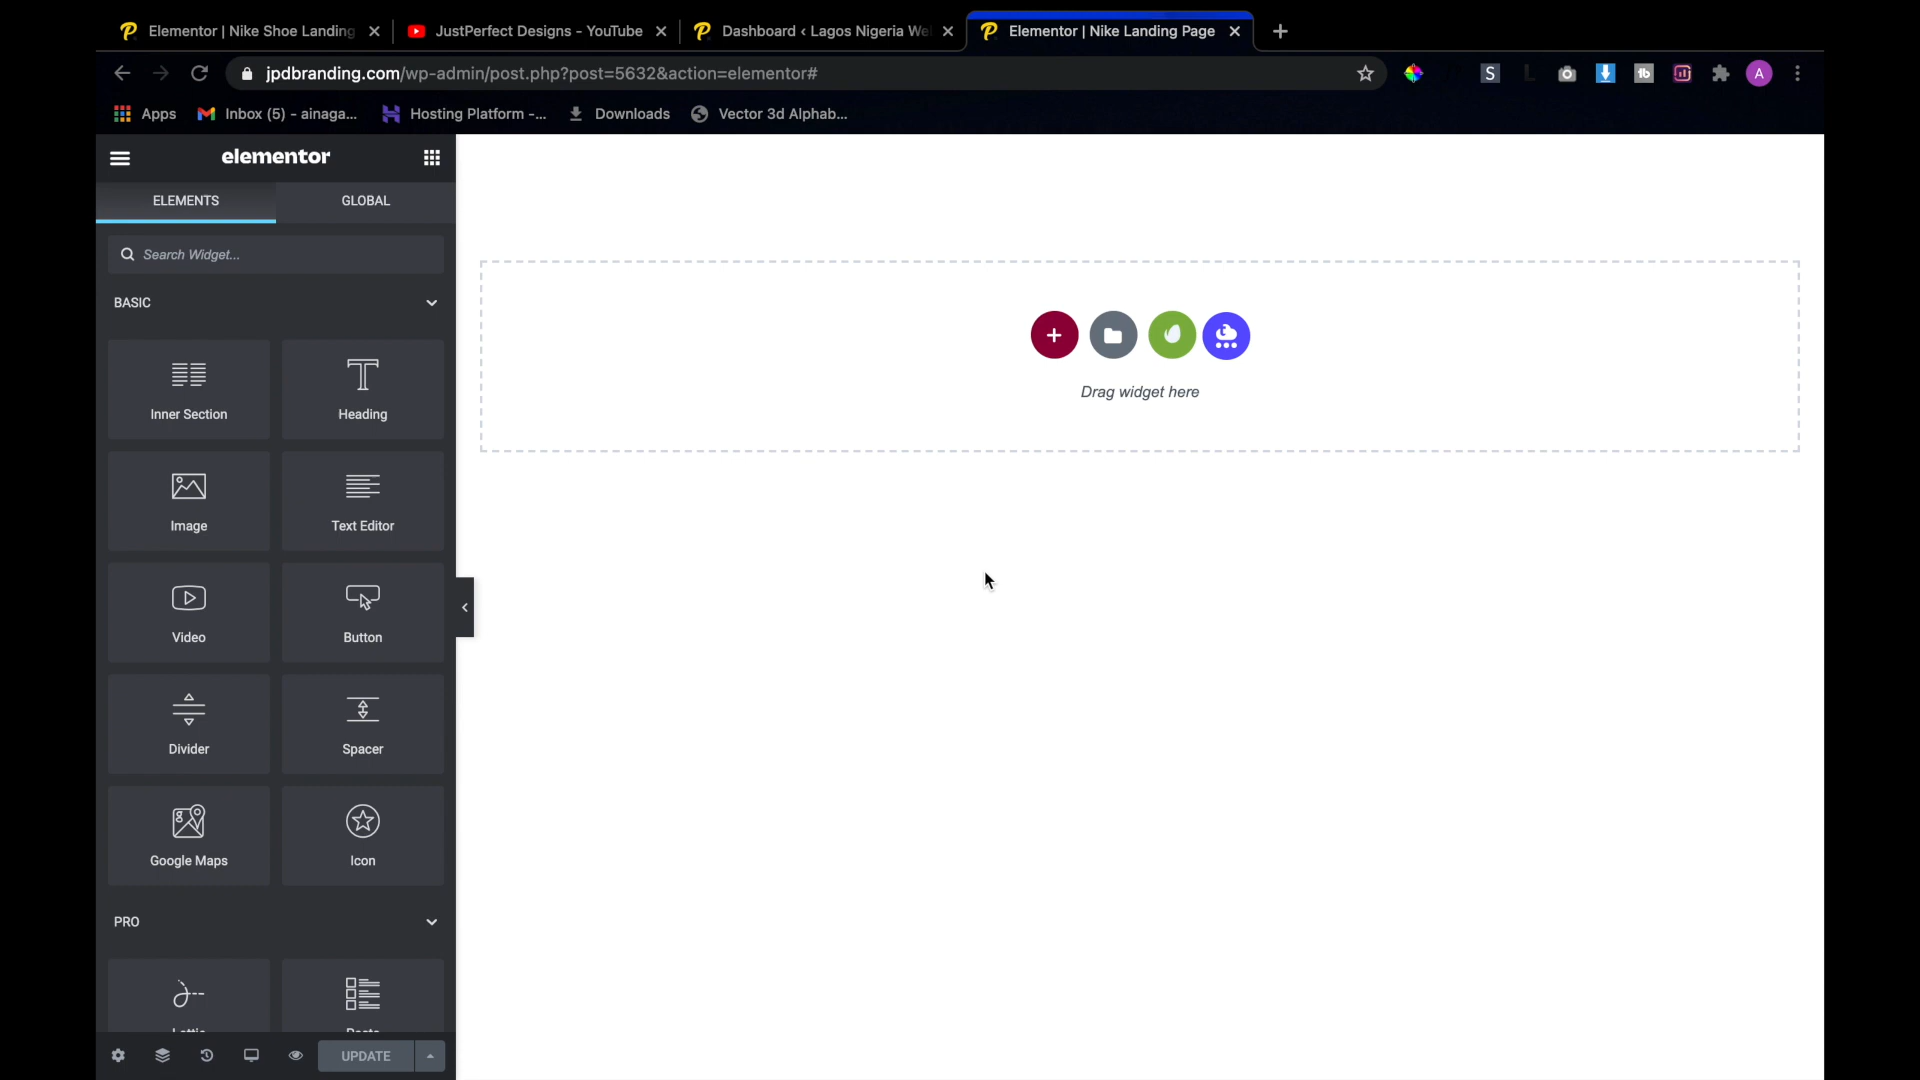 Elementor | Nike Shoe Landing
JustPerfect Designs - YouTube
Dashboard ‹ Lagos Nigeria We
Elementor | Nike Landing Page
jpdbranding.com/wp-admin/post.php?post=5632&action=elementor#
S
L
tb
A
Apps
Inbox (5) - ainaga...
Hosting Platform -...
Downloads
Vector 3d Alphab...
elementor
ELEMENTS
GLOBAL
Search Widget...
BASIC
Inner Section
Heading
Image
Text Editor
Video
Button
Divider
Spacer
Google Maps
Icon
PRO
Lottie
Posts
UPDATE
Drag widget here